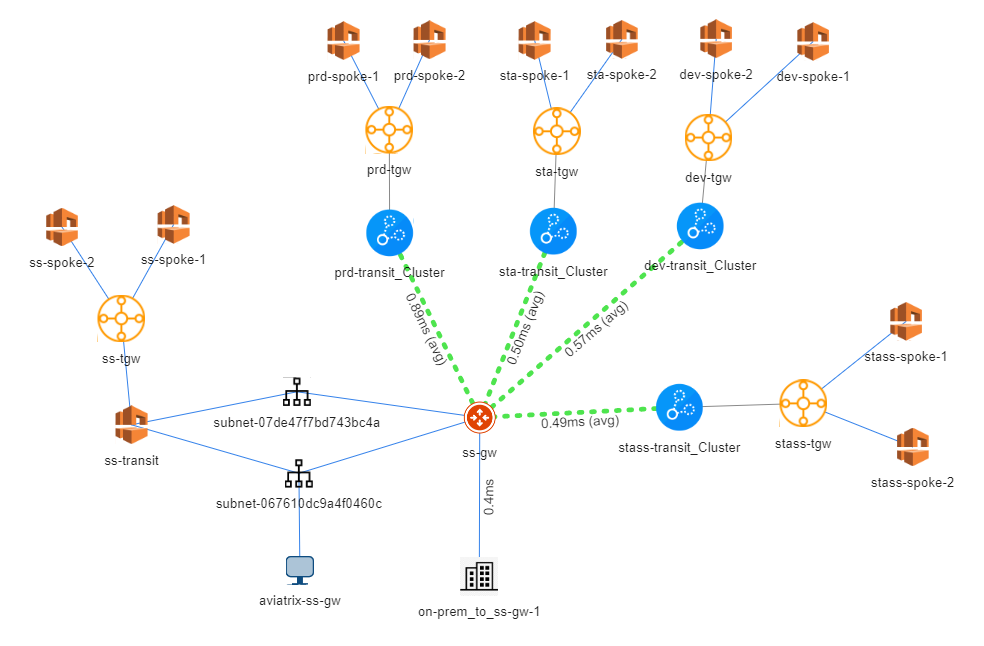 prd-spoke-1
prd-spoke-2
sta-spoke-1
sta-spoke-2
dev-spoke-2
dev-spoke-1
prd-tgw
sta-tgw
dev-tgw
ss-spoke-2
ss-spoke-1
prd-transit_Cluster
sta-transit_Cluster
dev-transit_Cluster
0.89ms (avg)
0.50ms (avg)
0.57ms (avg)
ss-tgw
stass-spoke-1
subnet-07de47f7bd743bc4a
0.49ms (avg)
stass-transit_Cluster
stass-tgw
ss-transit
ss-gw
stass-spoke-2
subnet-067610dc9a4f0460c
0.4ms
aviatrix-ss-gw
on-prem_to_ss-gw-1